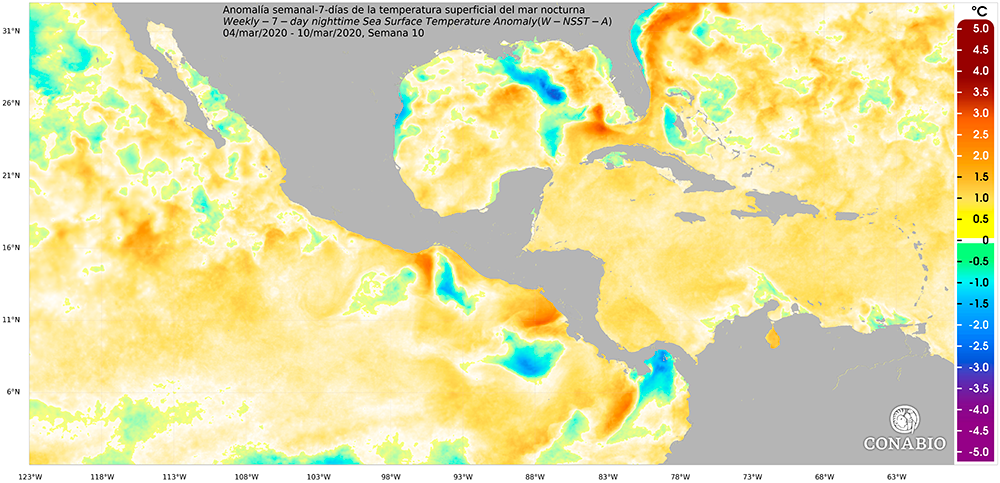 Anomalía semanal-7-días de la temperatura superficial del mar nocturna
Weekly - 7 - day nighttime Sea Surface Temperature Anomaly(W - NSST - A)
04/mar/2020 - 10/mar/2020, Semana 10
°C
5.0
4.5
4.0
3.5
3.0
2.5
2.0
1.5
1.0
0.5
0
-0.5
-1.0
-1.5
-2.0
-2.5
-3.0
-3.5
-4.0
-4.5
-5.0
31°N
26°N
21°N
16°N
11°N
6°N
CONABIO
123°W 118°W 113°W 108°W 103°W 98°W 93°W 88°W 83°W 78°W 73°W 68°W 63°W